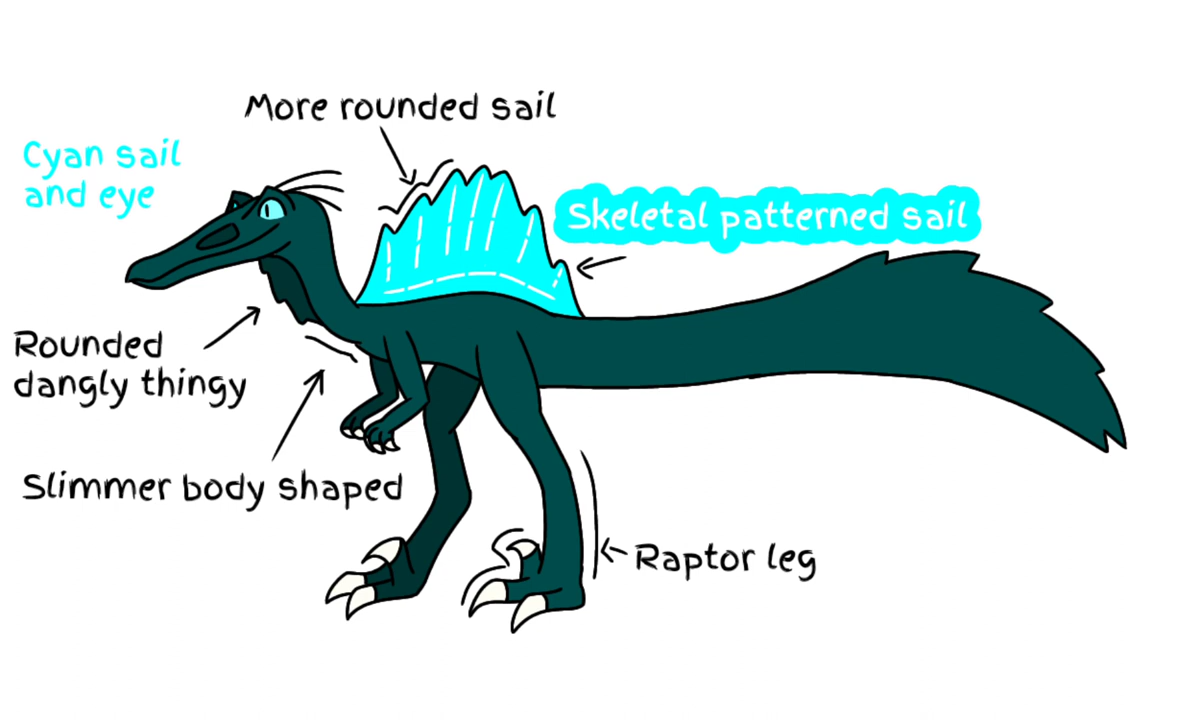 More rounded sail
Cyan sail
and eye
Skeletal patterned sail
Rounded
dangly thingy
Slimmer body shaped
Raptor leg